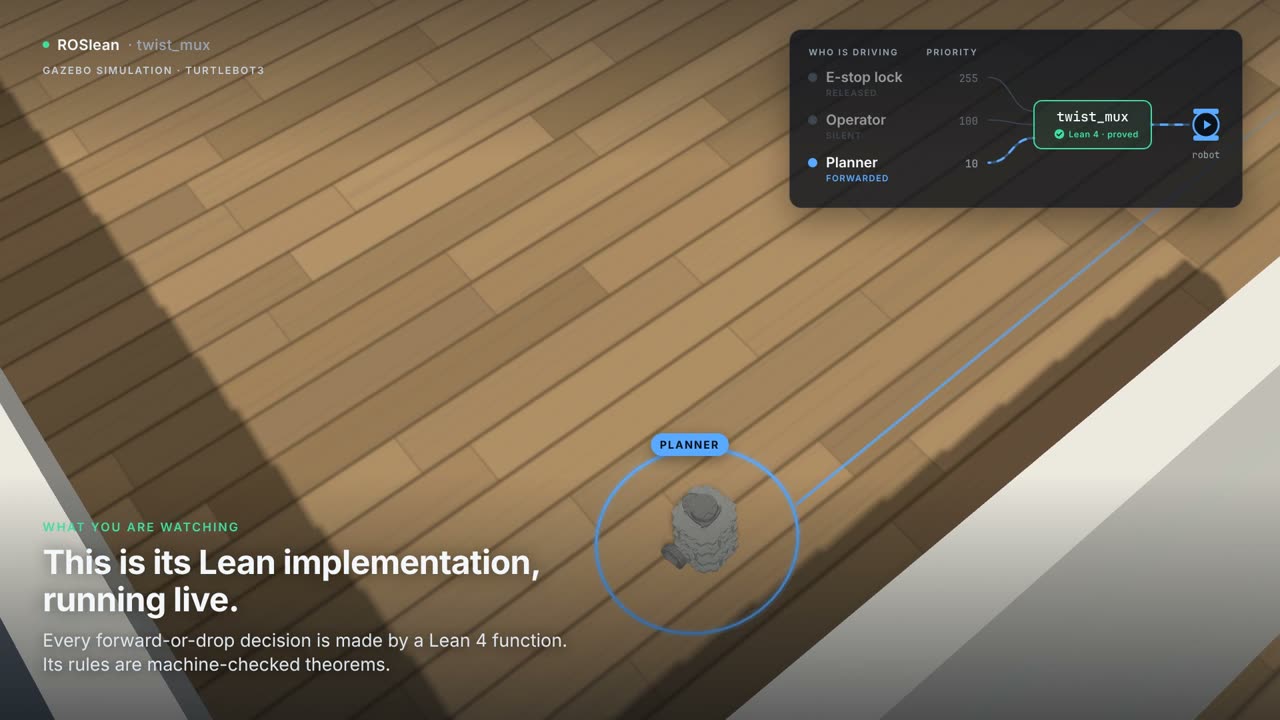 ROSlean · twist_mux
GAZEBO SIMULATION · TURTLEBOT3
WHO IS DRIVING PRIORITY
E-stop lock 255
RELEASED
Operator 100
SILENT
Planner 10
FORWARDED
twist_mux
Lean 4 · proved
robot
PLANNER
WHAT YOU ARE WATCHING
This is its Lean implementation,
running live.
Every forward-or-drop decision is made by a Lean 4 function.
Its rules are machine-checked theorems.